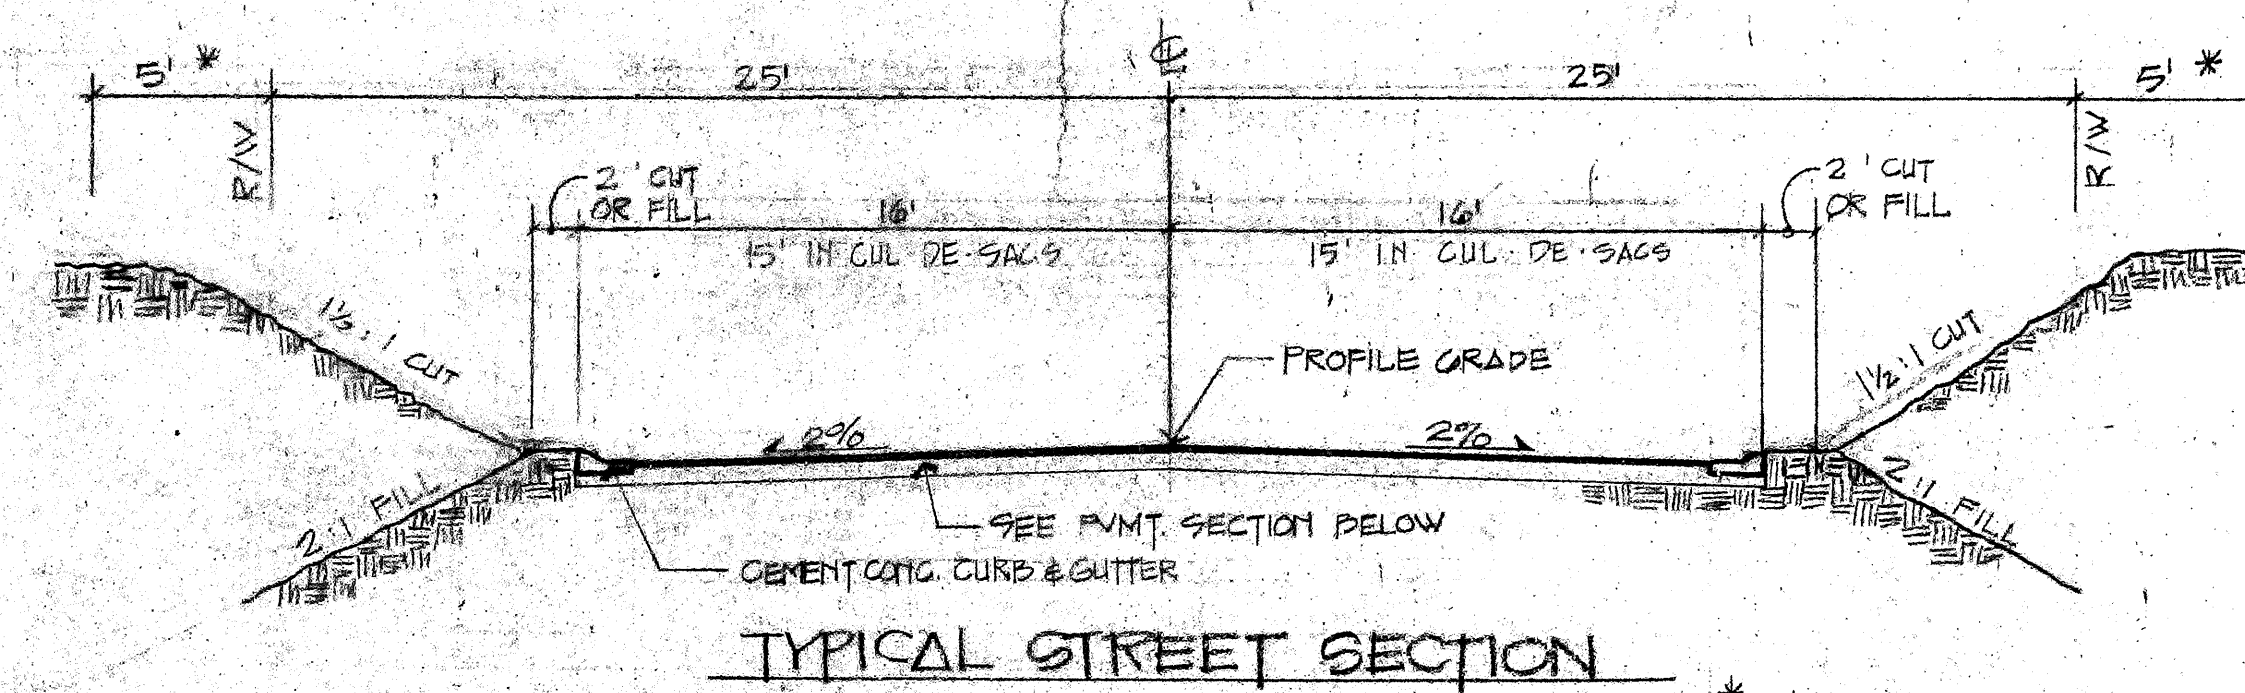 5' *
25'
℄
25'
5' *
R/W
R/W
2' CUT
OR FILL
16'
15' IN CUL DE·SACS
16'
15' IN CUL·DE·SACS
2' CUT
OR FILL
1½:1 CUT
1½:1 CUT
PROFILE GRADE
2%
2%
2:1 FILL
2:1 FILL
SEE PVMT. SECTION BELOW
CEMENT CONC. CURB & GUTTER
TYPICAL STREET SECTION
*